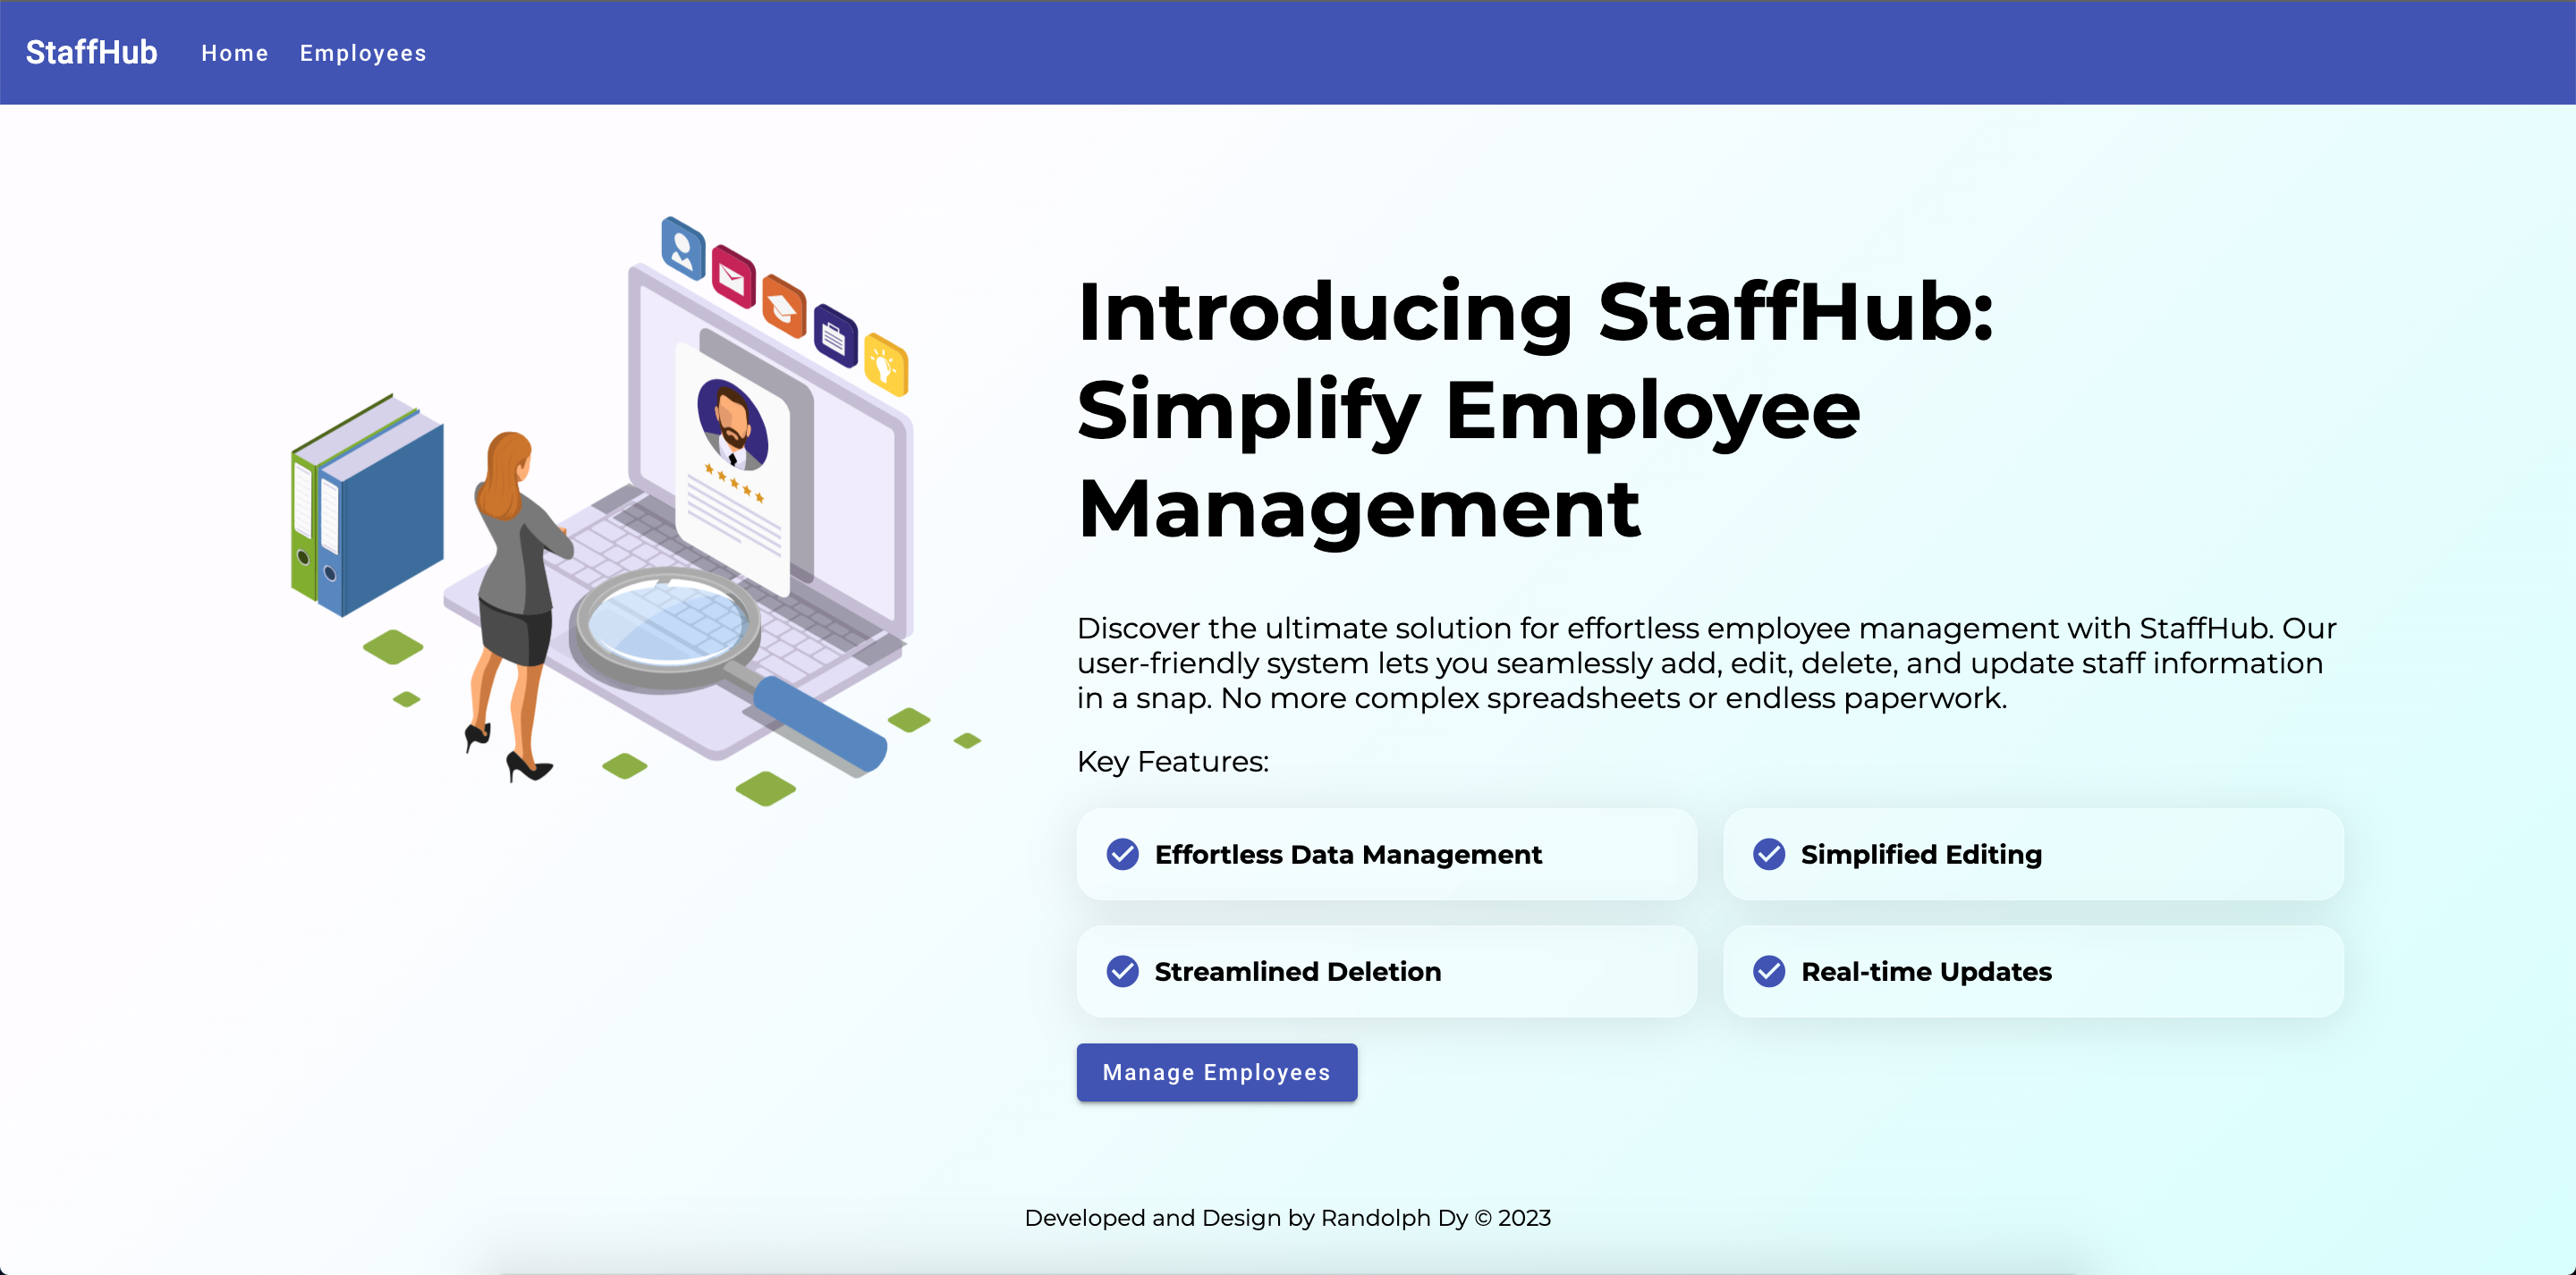 StaffHub Home Employees
Introducing StaffHub:
Simplify Employee
Management
Discover the ultimate solution for effortless employee management with StaffHub. Our
user-friendly system lets you seamlessly add, edit, delete, and update staff information
in a snap. No more complex spreadsheets or endless paperwork.
Key Features:
Effortless Data Management
Simplified Editing
Streamlined Deletion
Real-time Updates
Manage Employees
Developed and Design by Randolph Dy © 2023